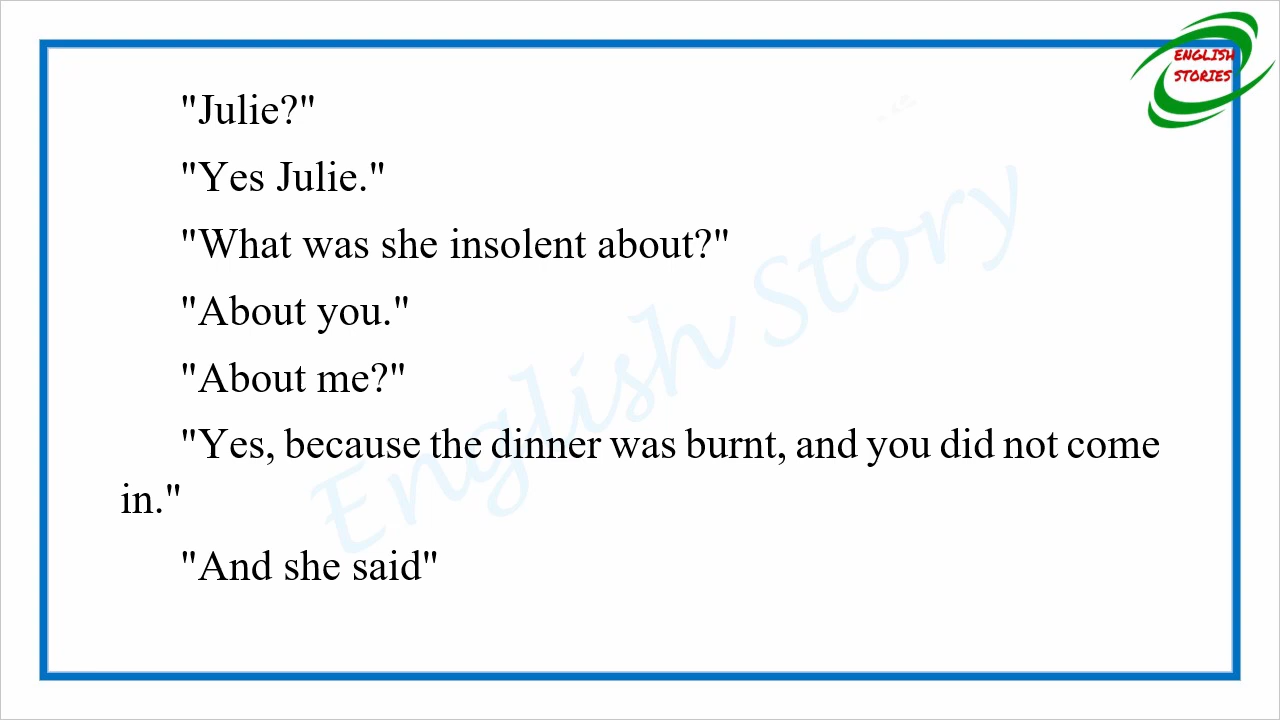 ENGLISH
STORIES
"Julie?"
"Yes Julie."
"What was she insolent about?"
"About you."
"About me?"
"Yes, because the dinner was burnt, and you did not come
in."
"And she said"
English Story